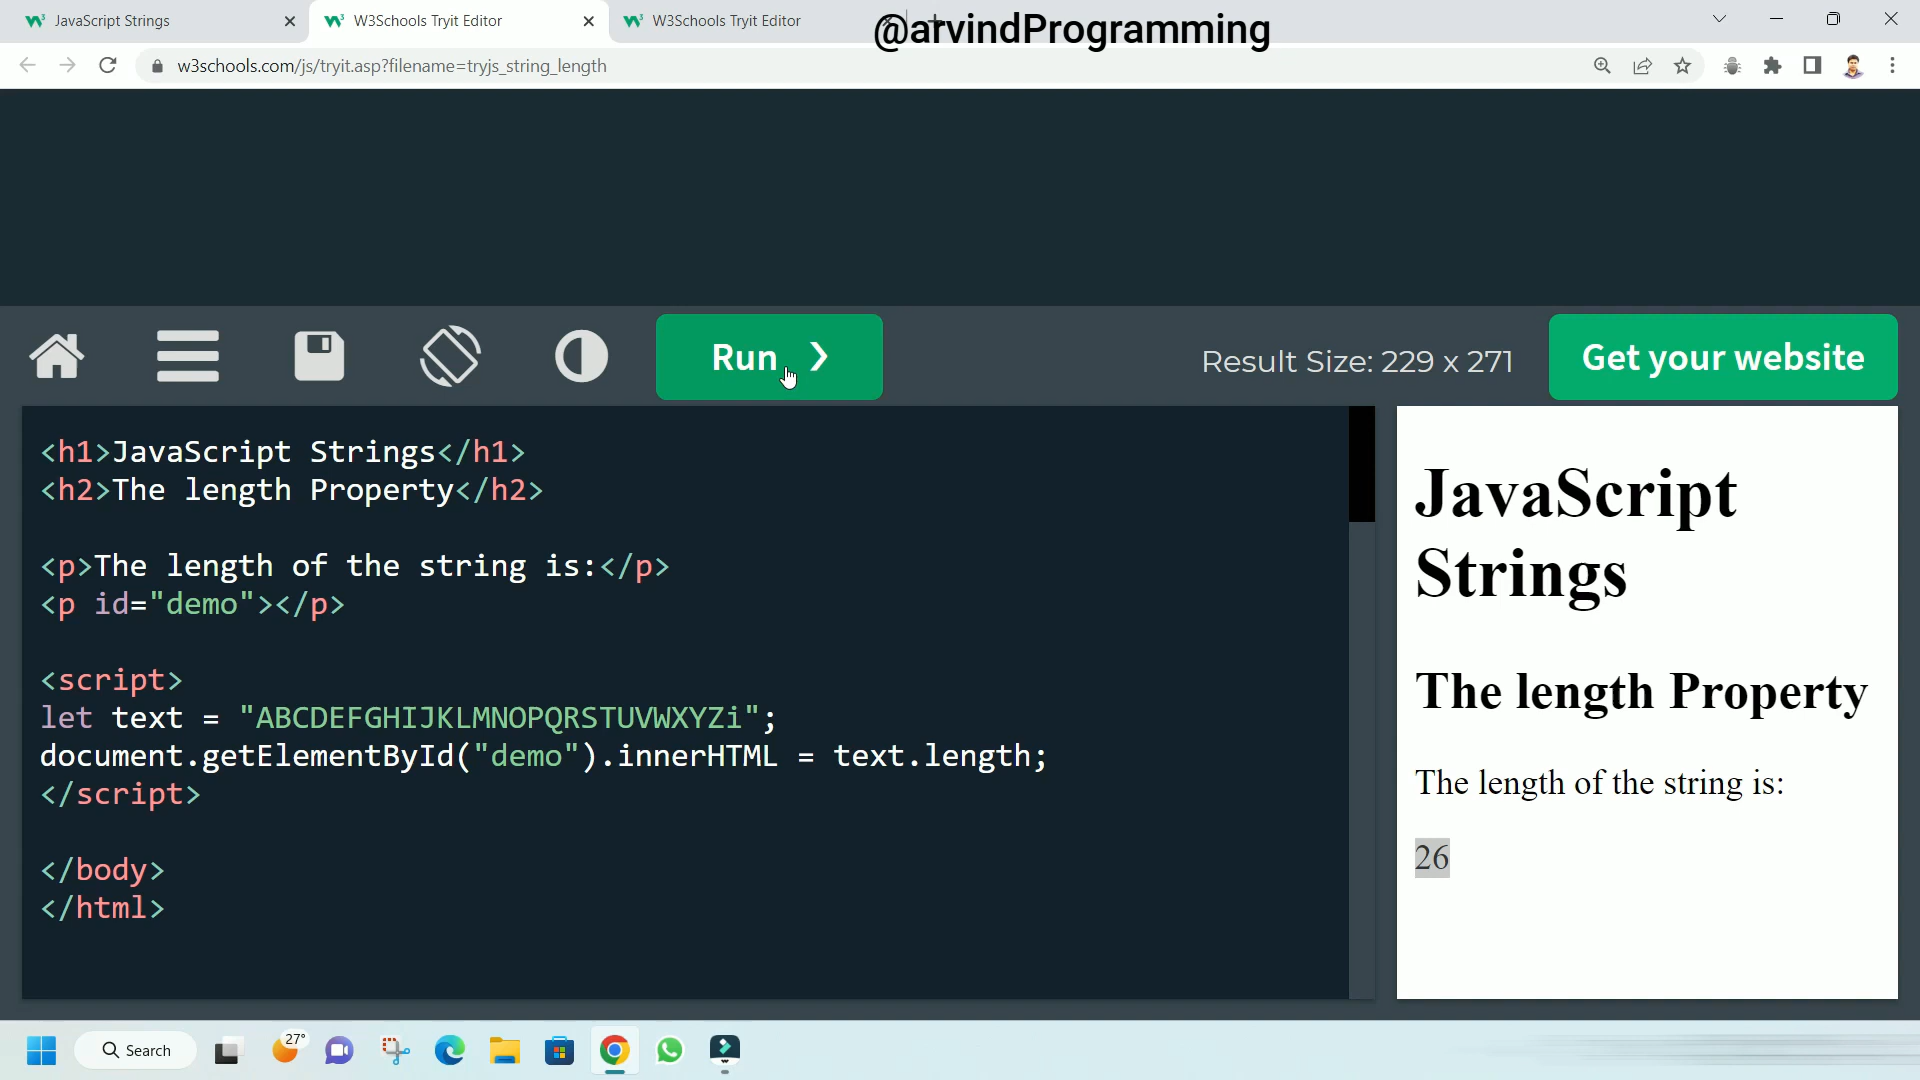 JavaScript Strings
W3Schools Tryit Editor
W3Schools Tryit Editor
@arvindProgramming
w3schools.com/js/tryit.asp?filename=tryjs_string_length
Run ❯
Result Size: 229 x 271
Get your website
<h1>JavaScript Strings</h1>
<h2>The length Property</h2>
<p>The length of the string is:</p>
<p id="demo"></p>
<script>
let text = "ABCDEFGHIJKLMNOPQRSTUVWXYZi";
document.getElementById("demo").innerHTML = text.length;
</script>
</body>
</html>
JavaScript
Strings
The length Property
The length of the string is:
26
Search
27°